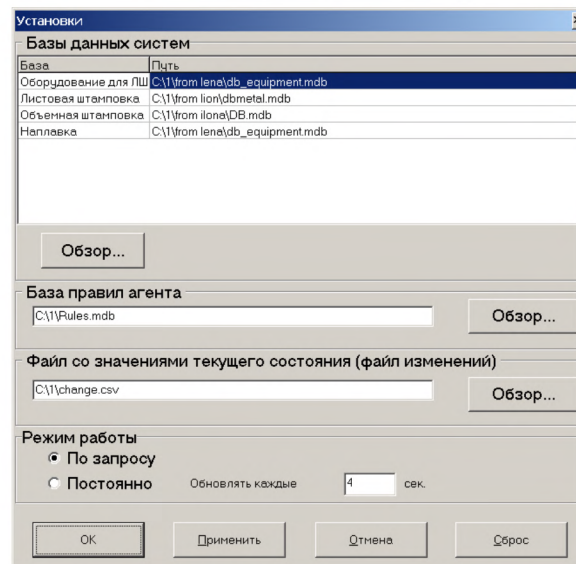 Установки
Базы данных систем
База Путь
Оборудование для ЛШ C:\1\from lena\db_equipment.mdb
Листовая штамповка C:\1\from lion\dbmetal.mdb
Объемная штамповка C:\1\from ilona\DB.mdb
Наплавка C:\1\from lena\db_equipment.mdb
Обзор...
База правил агента
C:\1\Rules.mdb Обзор...
Файл со значениями текущего состояния (файл изменений)
C:\1\change.csv Обзор...
Режим работы
По запросу
Постоянно Обновлять каждые 4 сек.
OK Применить Отмена Сброс